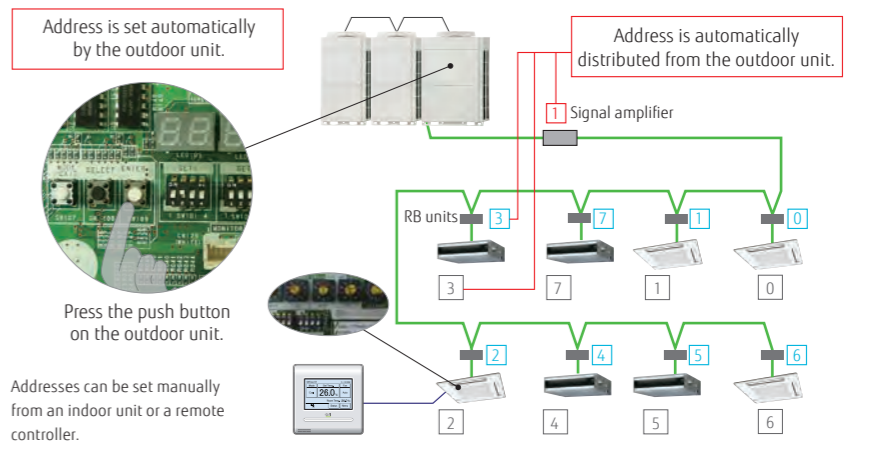 Address is set automatically
by the outdoor unit.
Address is automatically
distributed from the outdoor unit.
1 Signal amplifier
SELECT ENTER
RB units 3 7 1 0
3 7 1 0
Press the push button
on the outdoor unit.
2 4 5 6
26.0
Addresses can be set manually
from an indoor unit or a remote
controller.
2 4 5 6